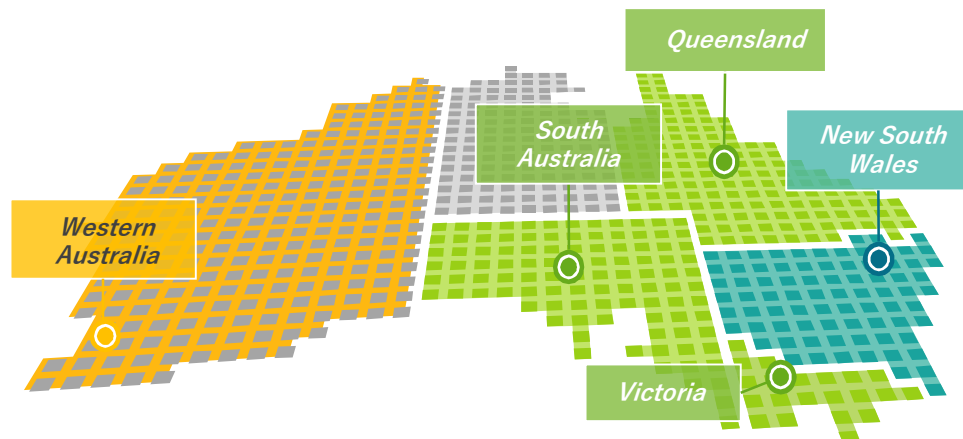 Queensland
South
Australia
New South
Wales
Western
Australia
Victoria